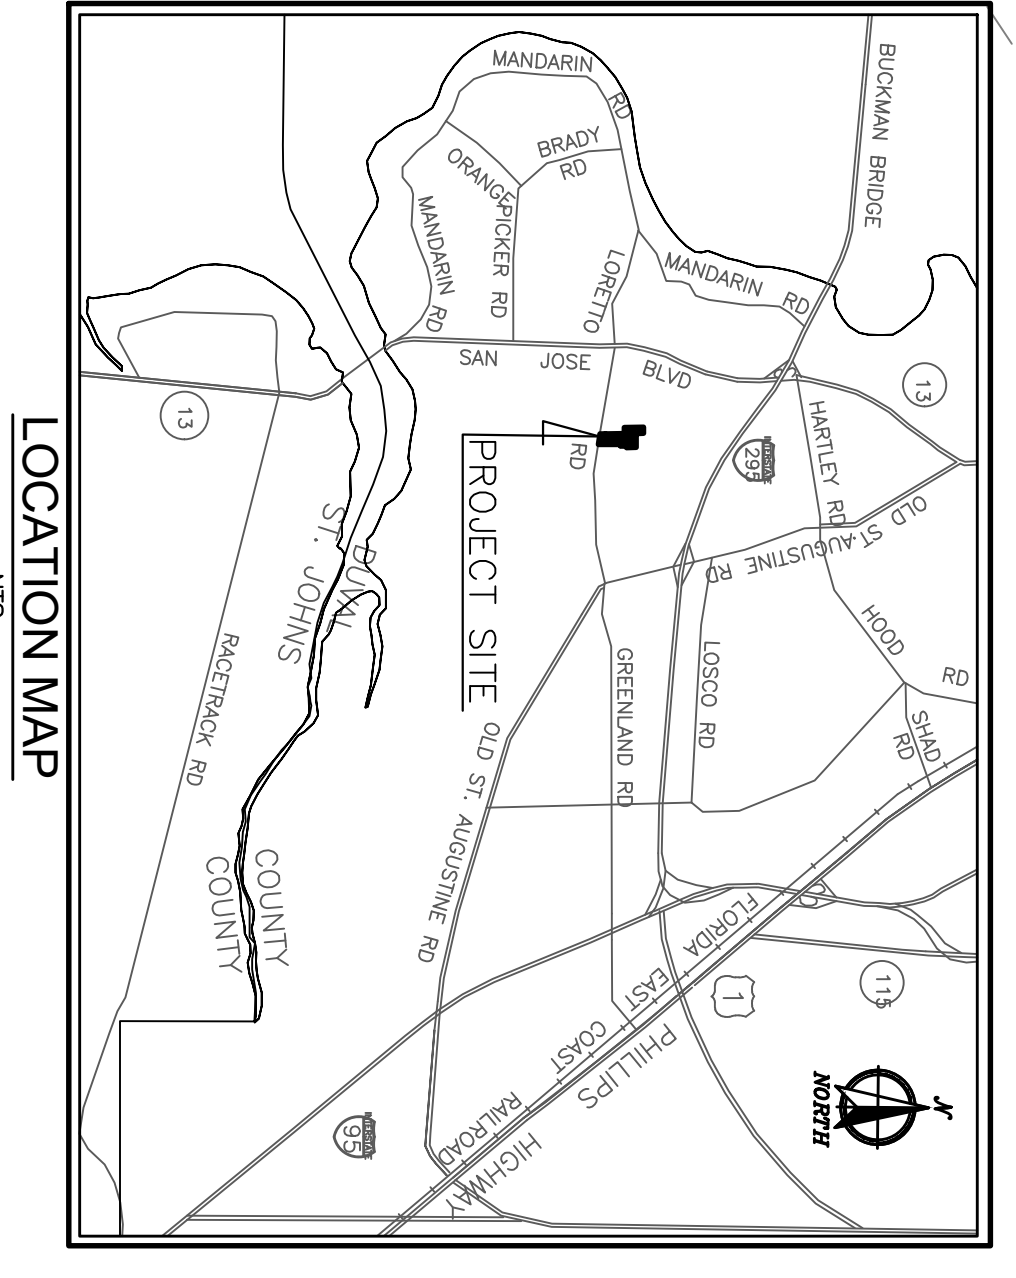 BUCKMAN BRIDGE
MANDARIN RD
BRADY RD
ORANGE PICKER RD
MANDARIN RD
LORETTO RD
MANDARIN RD
SAN JOSE BLVD
13
13
HARTLEY RD
INTERSTATE
295
OLD ST.AUGUSTINE RD
PROJECT SITE
HOOD RD
SHAD RD
LOSCO RD
GREENLAND RD
OLD ST. AUGUSTINE RD
DUVAL COUNTY
ST. JOHNS COUNTY
RACETRACK RD
FLORIDA EAST COAST RAILROAD
PHILLIPS HIGHWAY
1
115
INTERSTATE
95
N
NORTH
LOCATION MAP
NTS